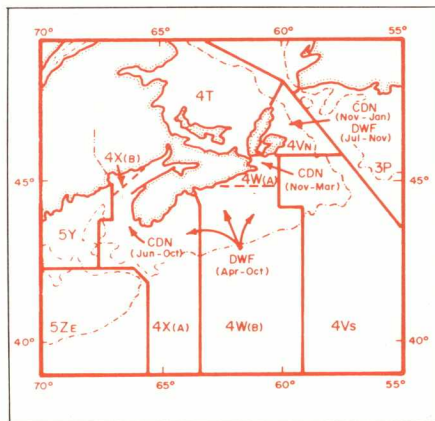 70°
65°
60°
55°
4T
CDN
(Nov-Jan)
DWF
(Jul-Nov)
4VN
4X(B)
3P
45°
4W(A)
CDN
(Nov-Mar)
45°
5Y
CDN
(Jun-Oct)
DWF
(Apr-Oct)
5ZE
4X(A)
4W(B)
4VS
40°
40°
70°
65°
60°
55°